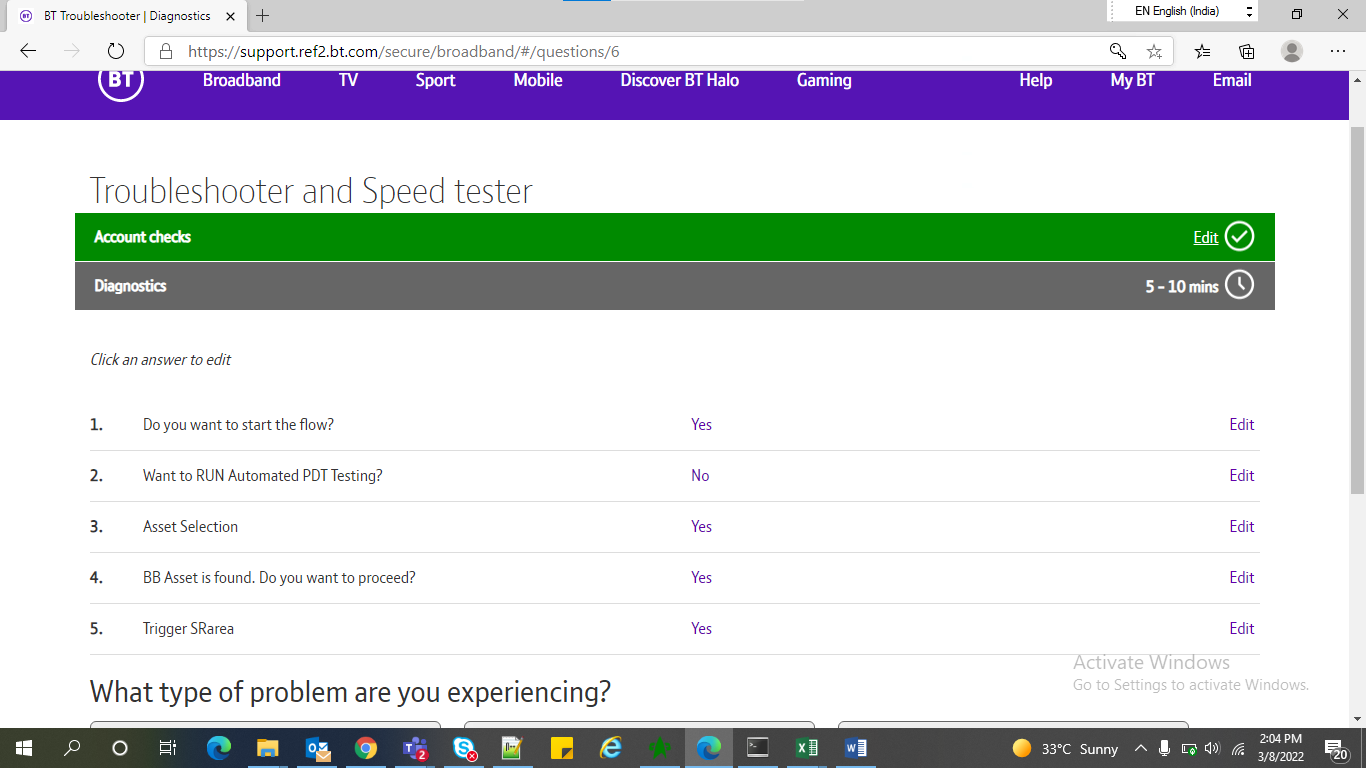 BT Troubleshooter | Diagnostics
EN English (India)
https://support.ref2.bt.com/secure/broadband/#/questions/6
BT Broadband TV Sport Mobile Discover BT Halo Gaming Help My BT Email
Troubleshooter and Speed tester
Account checks Edit
Diagnostics 5 - 10 mins
Click an answer to edit
1. Do you want to start the flow? Yes Edit
2. Want to RUN Automated PDT Testing? No Edit
3. Asset Selection Yes Edit
4. BB Asset is found. Do you want to proceed? Yes Edit
5. Trigger SRarea Yes Edit
Activate Windows
Go to Settings to activate Windows.
What type of problem are you experiencing?
33°C Sunny
2:04 PM
3/8/2022
2
20